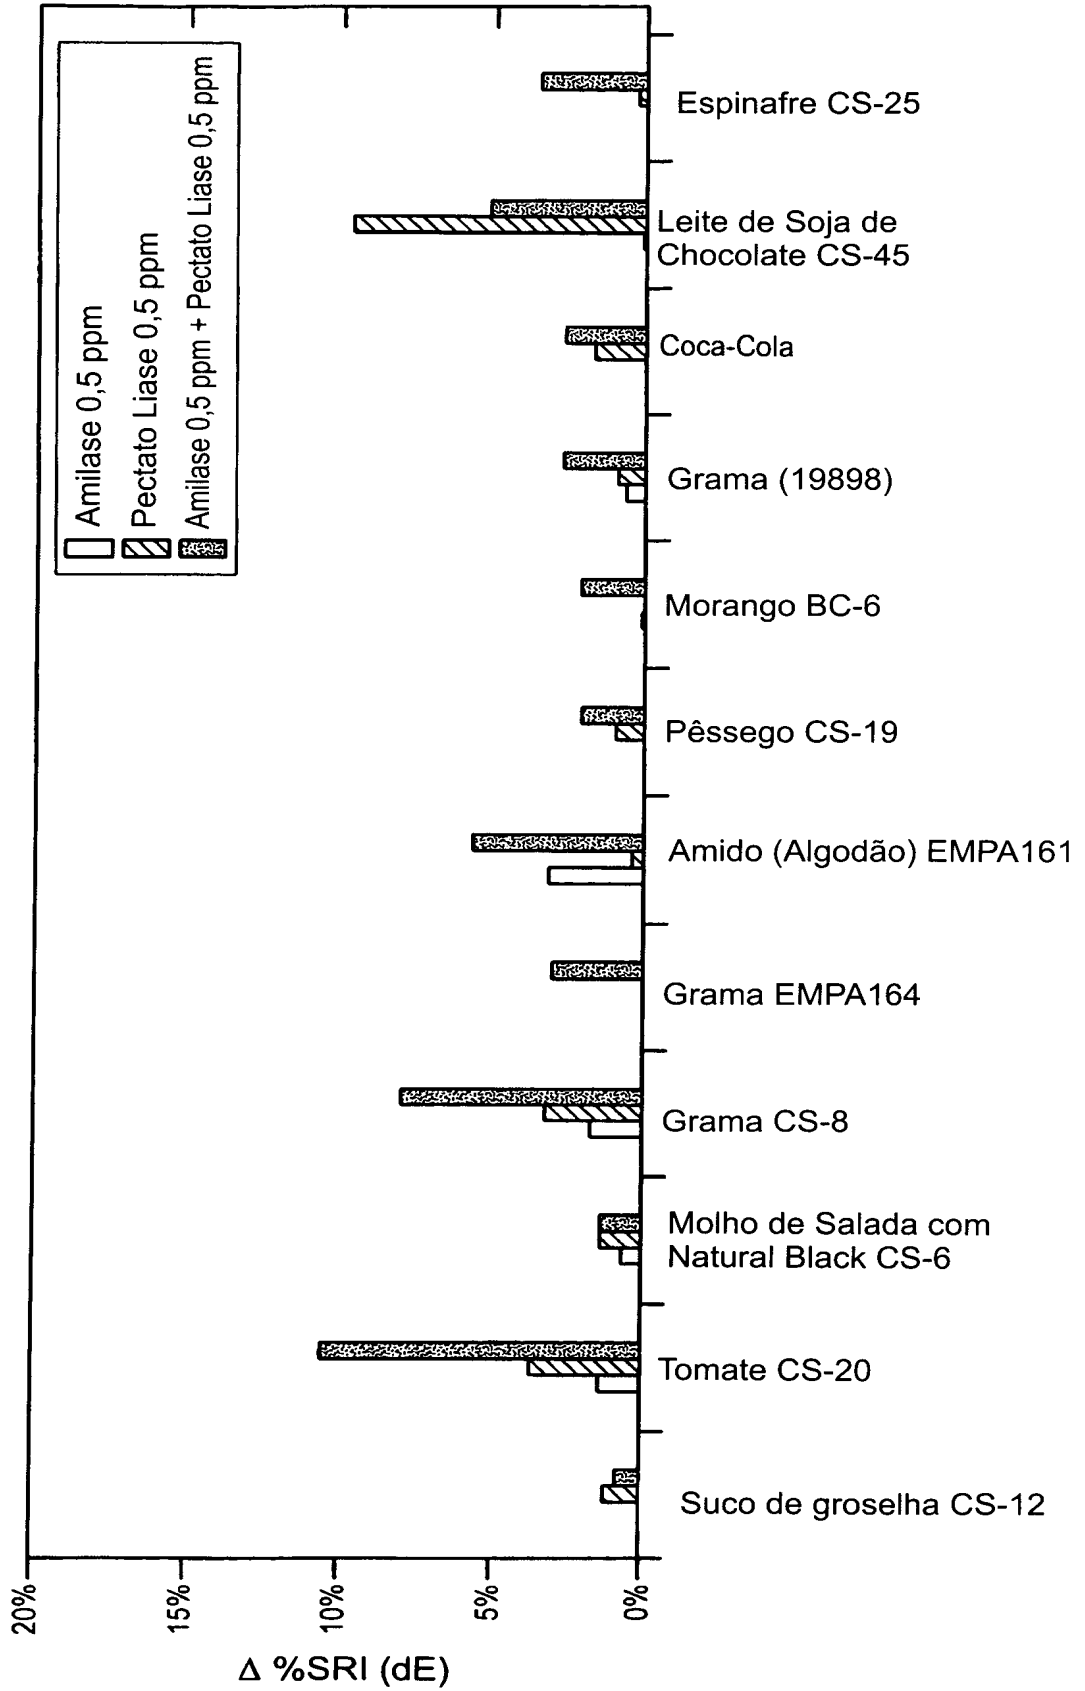 Amilase 0,5 ppm
Pectato Liase 0,5 ppm
Amilase 0,5 ppm + Pectato Liase 0,5 ppm
Espinafre CS-25
Leite de Soja de
Chocolate CS-45
Coca-Cola
Grama (19898)
Morango BC-6
Pêssego CS-19
Amido (Algodão) EMPA161
Grama EMPA164
Grama CS-8
Molho de Salada com
Natural Black CS-6
Tomate CS-20
Suco de groselha CS-12
20%
15%
10%
5%
0%
Δ %SRI (dE)